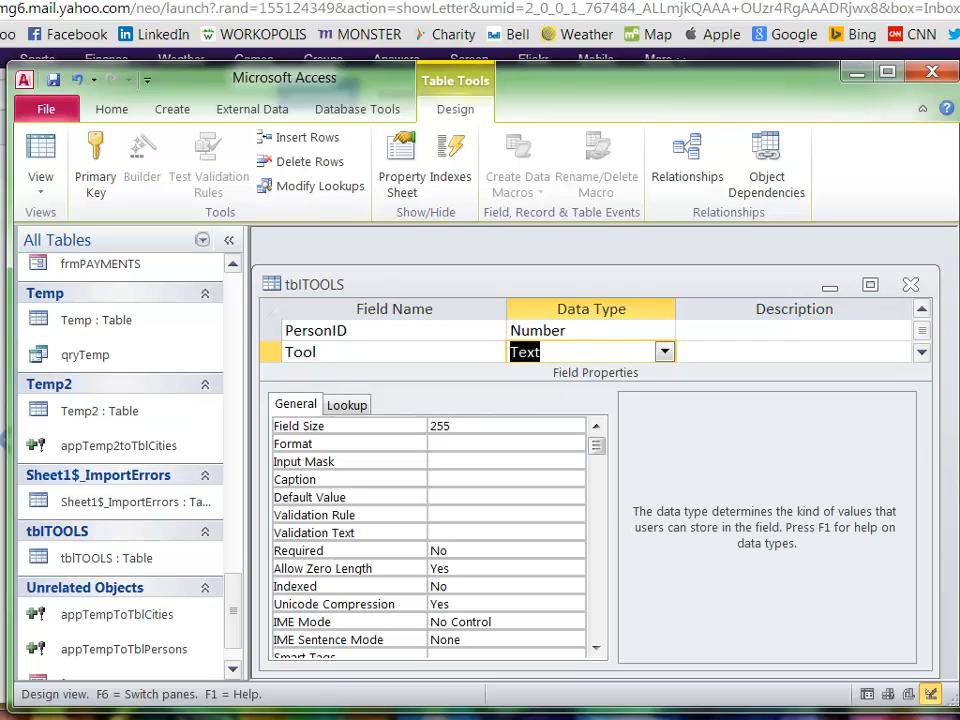 mg6.mail.yahoo.com/neo/launch?.rand=155124349&action=showLetter&umid=2_0_0_1_767484_ALLmjkQAAA+OUzr4RgAAADRjwx8&box=Inbox
oo Facebook LinkedIn WORKOPOLIS MONSTER Charity Bell Weather Map Apple Google Bing CNN
Microsoft Access
Table Tools
File Home Create External Data Database Tools Design
View
Primary Key
Builder
Test Validation Rules
Insert Rows
Delete Rows
Modify Lookups
Property Sheet
Indexes
Create Data Macros
Rename/Delete Macro
Relationships
Object Dependencies
Views
Tools
Show/Hide
Field, Record & Table Events
Relationships
All Tables
frmPAYMENTS
Temp
Temp : Table
qryTemp
Temp2
Temp2 : Table
appTemp2toTblCities
Sheet1$_ImportErrors
Sheet1$_ImportErrors : Ta...
tblTOOLS
tblTOOLS : Table
Unrelated Objects
appTempToTblCities
appTempToTblPersons
tblTOOLS
Field Name Data Type Description
PersonID Number
Tool Text
Field Properties
General Lookup
Field Size 255
Format
Input Mask
Caption
Default Value
Validation Rule
Validation Text
Required No
Allow Zero Length Yes
Indexed No
Unicode Compression Yes
IME Mode No Control
IME Sentence Mode None
Smart Tags
The data type determines the kind of values that
users can store in the field. Press F1 for help on
data types.
Design view. F6 = Switch panes. F1 = Help.